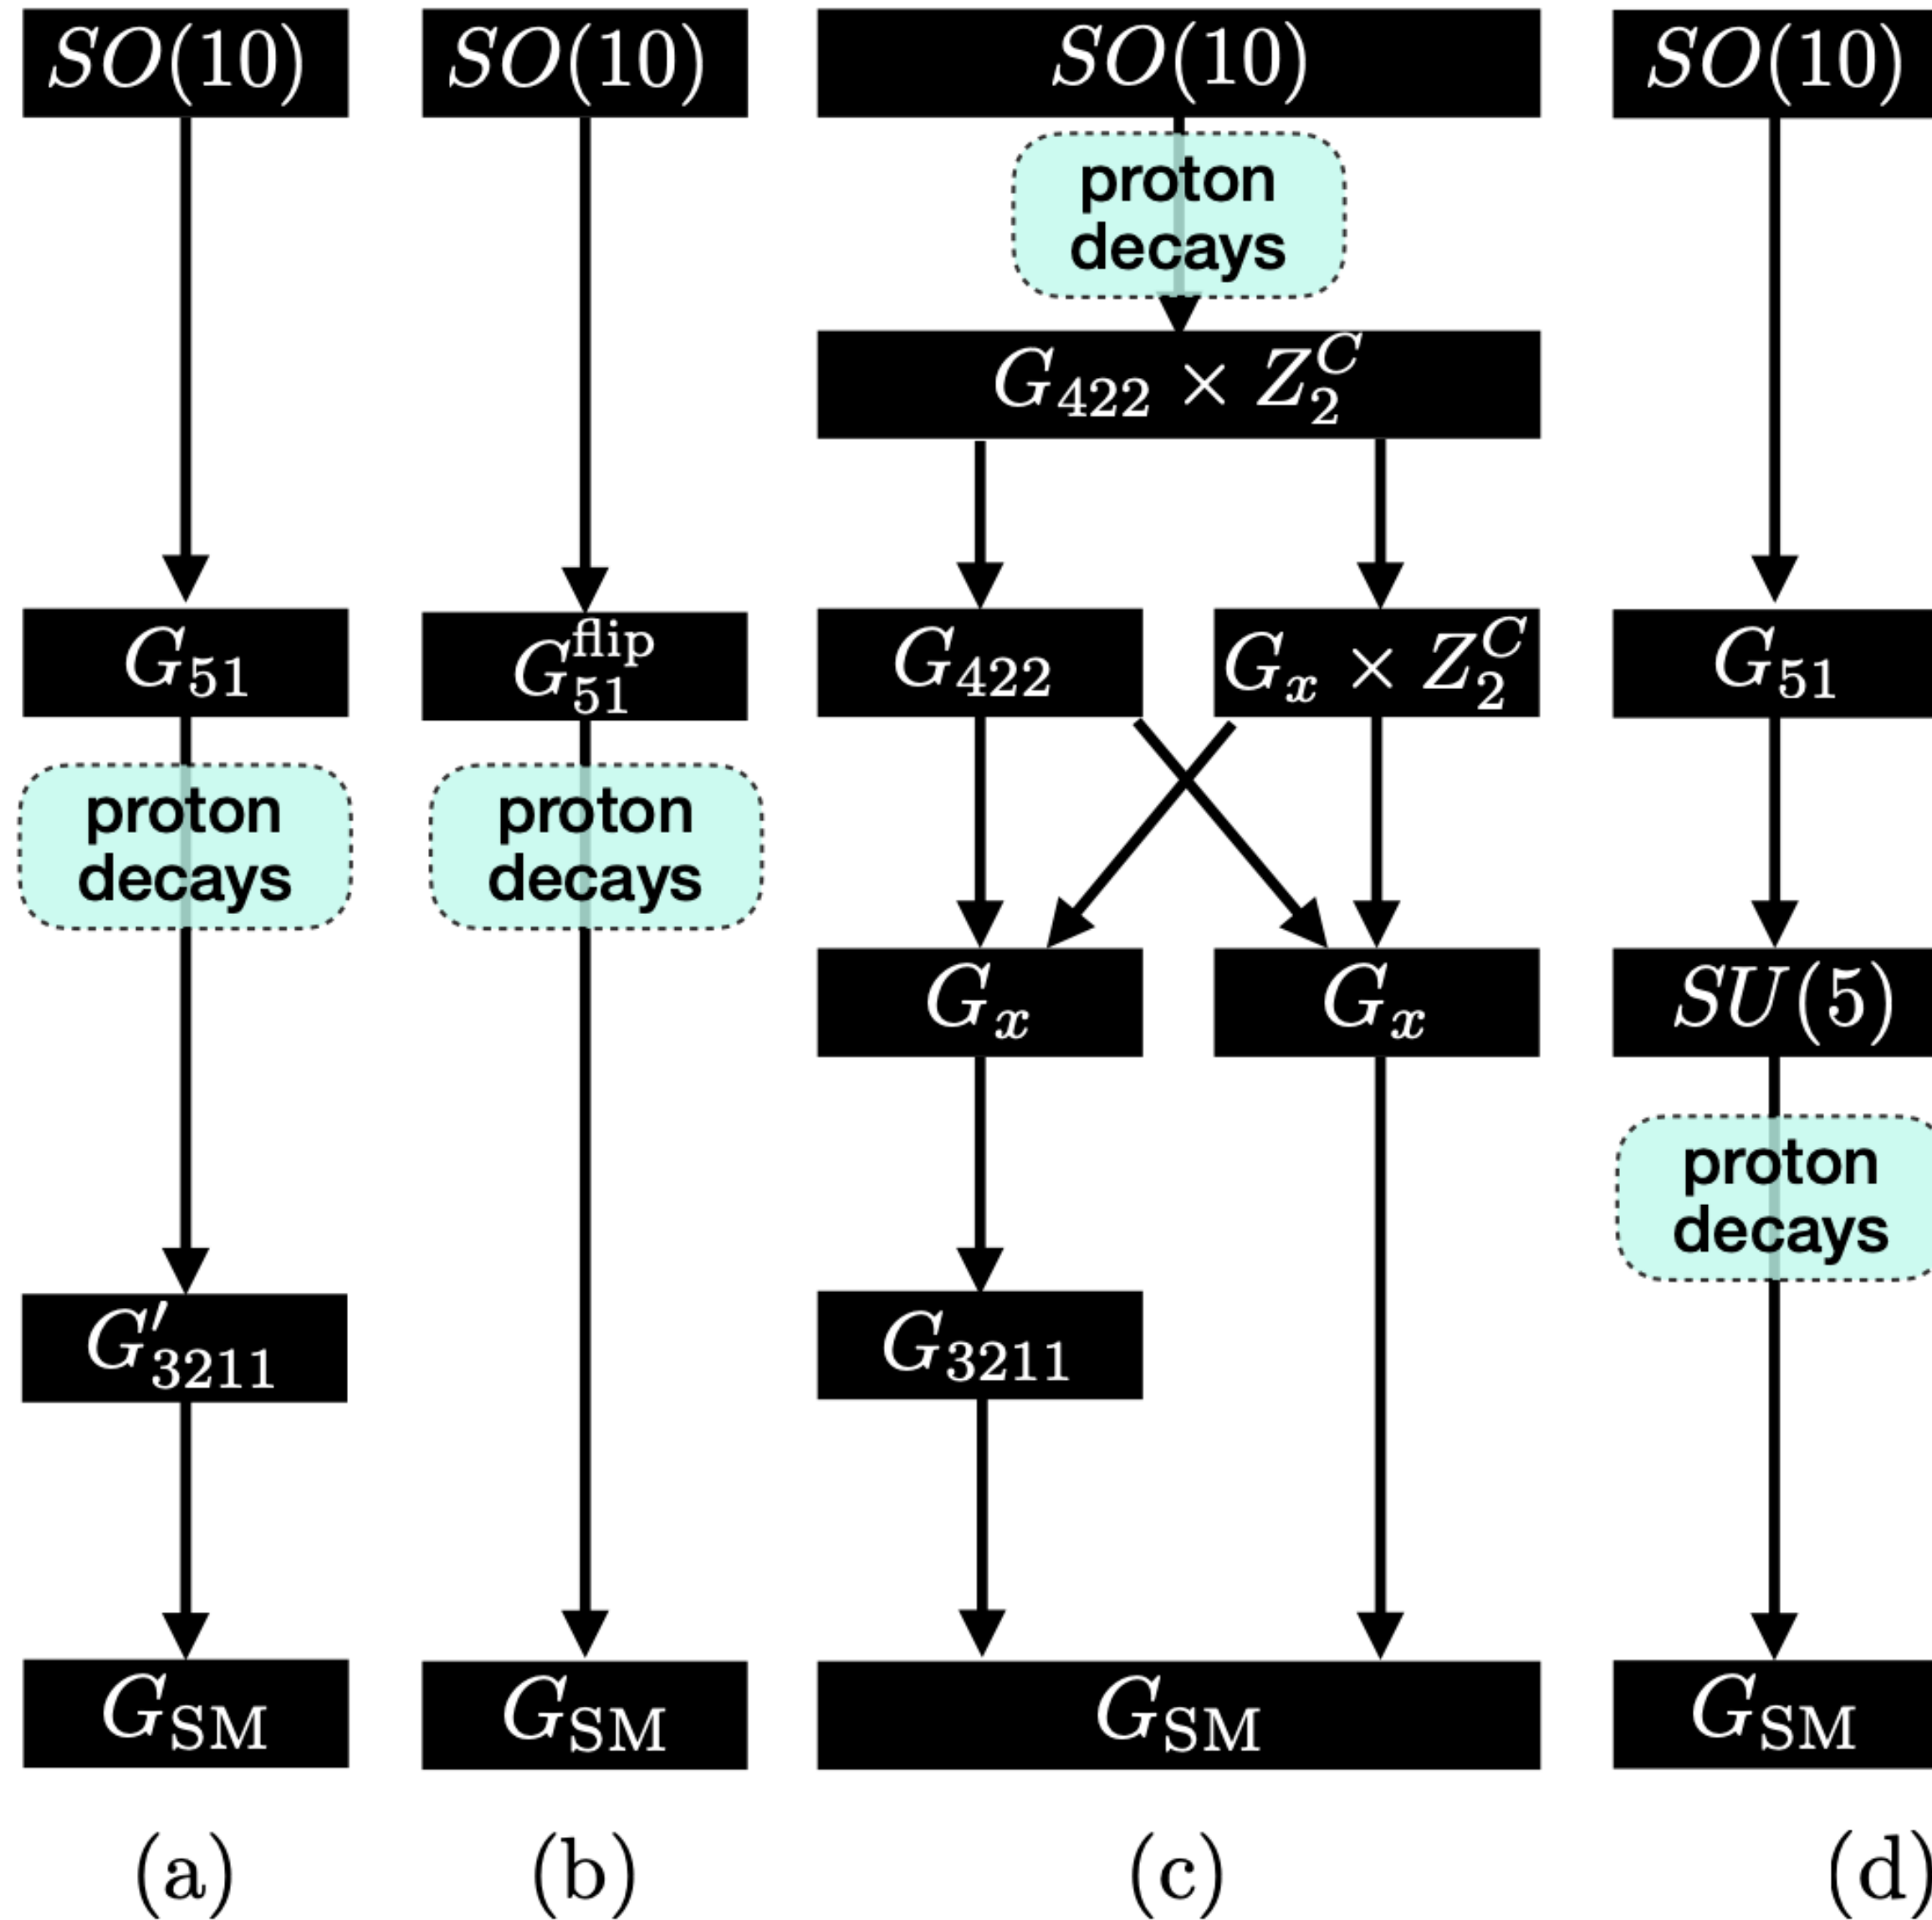 SO(10) SO(10) SO(10) SO(10)
proton
decays
G_{422} × Z_2^C
G_{51} G_{51}^{flip} G_{422} G_x × Z_2^C G_{51}
proton proton
decays decays
G_x G_x SU(5)
proton
decays
G'_{3211} G_{3211}
G_{SM} G_{SM} G_{SM} G_{SM}
(a) (b) (c) (d)